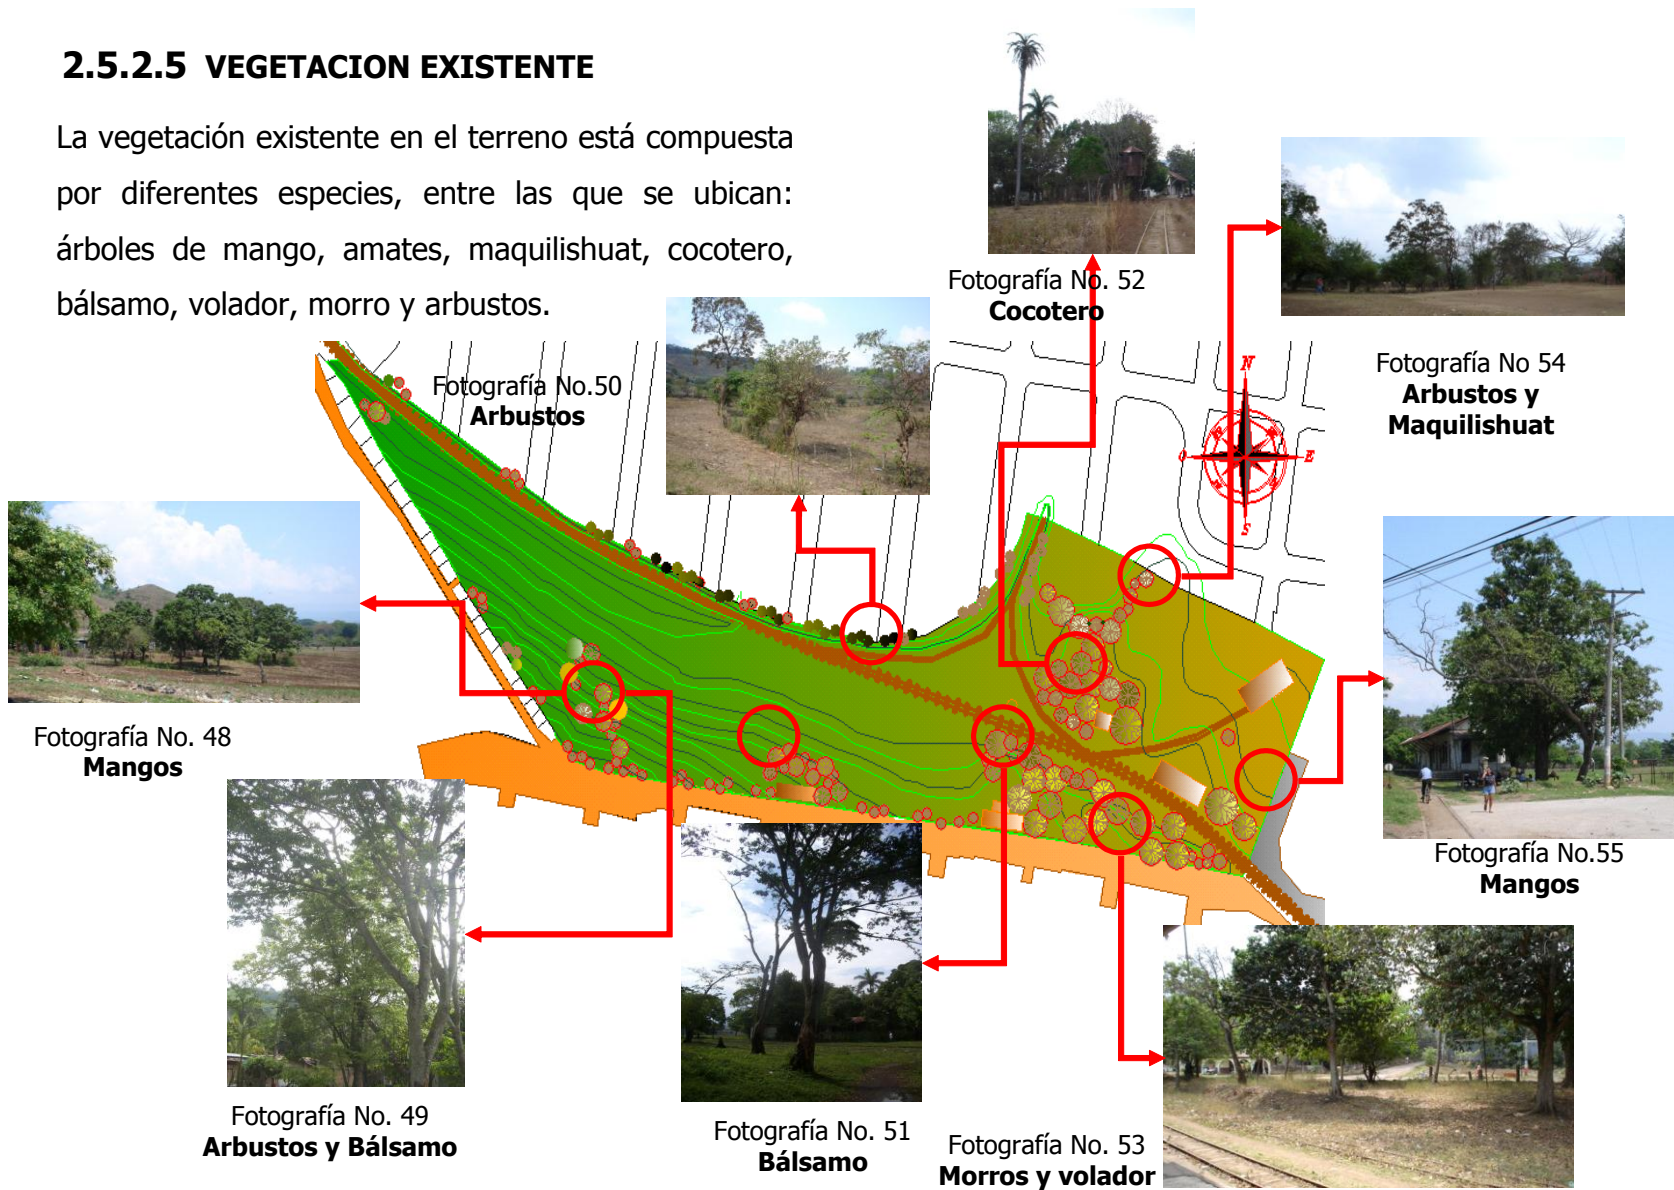 2.5.2.5 VEGETACION EXISTENTE
La vegetación existente en el terreno está compuesta
por diferentes especies, entre las que se ubican:
árboles de mango, amates, maquilishuat, cocotero,
bálsamo, volador, morro y arbustos.
Fotografía No. 52
Cocotero
Fotografía No 54
Arbustos y
Maquilishuat
Fotografía No.50
Arbustos
N
O
E
S
Fotografía No. 48
Mangos
Fotografía No.55
Mangos
Fotografía No. 49
Arbustos y Bálsamo
Fotografía No. 51
Bálsamo
Fotografía No. 53
Morros y volador